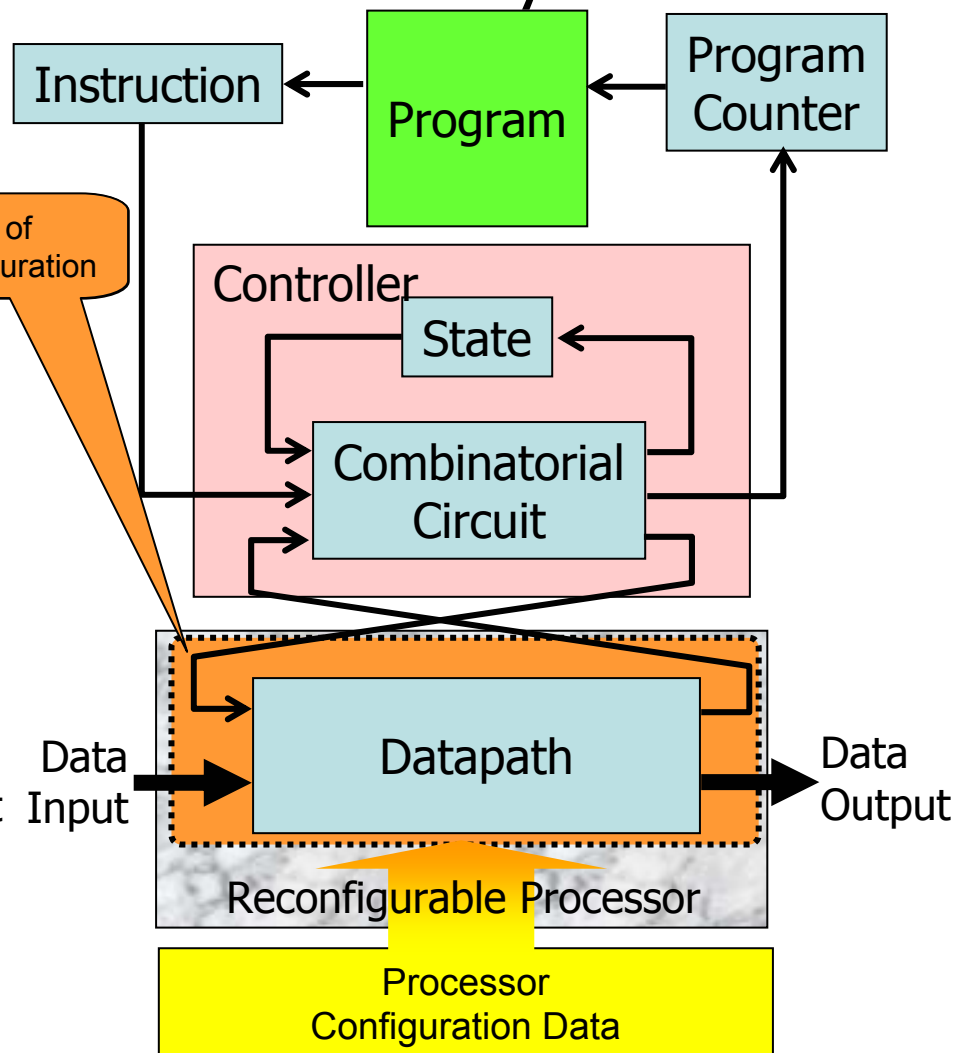 Instruction
Program
Program
Counter
of
uration
Controller
State
Combinatorial
Circuit
Datapath
Data
Input
Data
Output
Reconfigurable Processor
Processor
Configuration Data